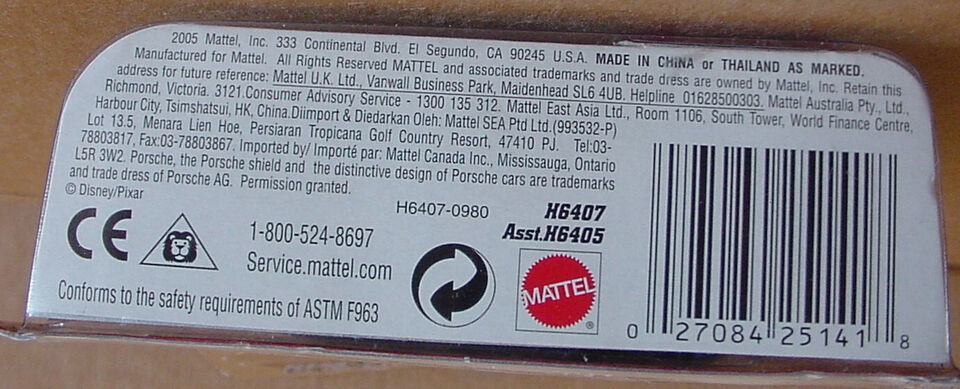 2005 Mattel, Inc. 333 Continental Blvd. El Segundo, CA 90245 U.S.A. MADE IN CHINA or THAILAND AS MARKED.
Manufactured for Mattel. All Rights Reserved MATTEL and associated trademarks and trade dress are owned by Mattel, Inc. Retain this
address for future reference: Mattel U.K. Ltd., Vanwall Business Park, Maidenhead SL6 4UB. Helpline 01628500303. Mattel Australia Pty., Ltd.,
Richmond, Victoria. 3121.Consumer Advisory Service - 1300 135 312. Mattel East Asia Ltd., Room 1106, South Tower, World Finance Centre,
Harbour City, Tsimshatsui, HK, China.Diimport & Diedarkan Oleh: Mattel SEA Ptd Ltd.(993532-P)
Lot 13.5, Menara Lien Hoe, Persiaran Tropicana Golf Country Resort, 47410 PJ. Tel:03-
78803817, Fax:03-78803867. Imported by/ Importé par: Mattel Canada Inc., Mississauga, Ontario
L5R 3W2. Porsche, the Porsche shield and the distinctive design of Porsche cars are trademarks
and trade dress of Porsche AG. Permission granted.
© Disney/Pixar
H6407-0980
H6407
Asst.H6405
CE
1-800-524-8697
Service.mattel.com
MATTEL
®
Conforms to the safety requirements of ASTM F963
0 27084 25141 8